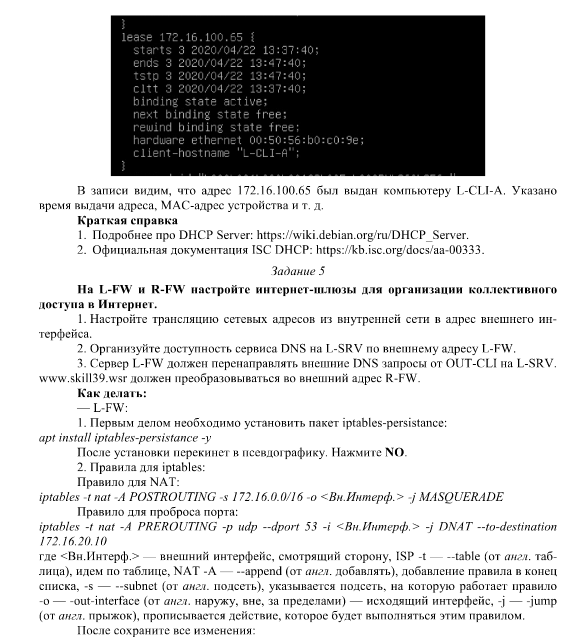 }
lease 172.16.100.65 {
starts 3 2020/04/22 13:37:40;
ends 3 2020/04/22 13:47:40;
tstp 3 2020/04/22 13:47:40;
cltt 3 2020/04/22 13:37:40;
binding state active;
next binding state free;
rewind binding state free;
hardware ethernet 00:50:56:b0:c0:9e;
client-hostname "L-CLI-A";
}
В записи видим, что адрес 172.16.100.65 был выдан компьютеру L-CLI-A. Указано
время выдачи адреса, MAC-адрес устройства и т. д.
Краткая справка
1. Подробнее про DHCP Server: https://wiki.debian.org/ru/DHCP_Server.
2. Официальная документация ISC DHCP: https://kb.isc.org/docs/aa-00333.
Задание 5
На L-FW и R-FW настройте интернет-шлюзы для организации коллективного
доступа в Интернет.
1. Настройте трансляцию сетевых адресов из внутренней сети в адрес внешнего ин-
терфейса.
2. Организуйте доступность сервиса DNS на L-SRV по внешнему адресу L-FW.
3. Сервер L-FW должен перенаправлять внешние DNS запросы от OUT-CLI на L-SRV.
www.skill39.wsr должен преобразовываться во внешний адрес R-FW.
Как делать:
— L-FW:
1. Первым делом необходимо установить пакет iptables-persistance:
apt install iptables-persistance -y
После установки перекинет в псевдографику. Нажмите NO.
2. Правила для iptables:
Правило для NAT:
iptables -t nat -A POSTROUTING -s 172.16.0.0/16 -o <Вн.Интерф.> -j MASQUERADE
Правило для проброса порта:
iptables -t nat -A PREROUTING -p udp --dport 53 -i <Вн.Интерф.> -j DNAT --to-destination
172.16.20.10
где <Вн.Интерф.> — внешний интерфейс, смотрящий сторону, ISP -t — --table (от англ. таб-
лица), идем по таблице, NAT -A — --append (от англ. добавлять), добавление правила в конец
списка, -s — --subnet (от англ. подсеть), указывается подсеть, на которую работает правило
-o — -out-interface (от англ. наружу, вне, за пределами) — исходящий интерфейс, -j — -jump
(от англ. прыжок), прописывается действие, которое будет выполняться этим правилом.
После сохраните все изменения: